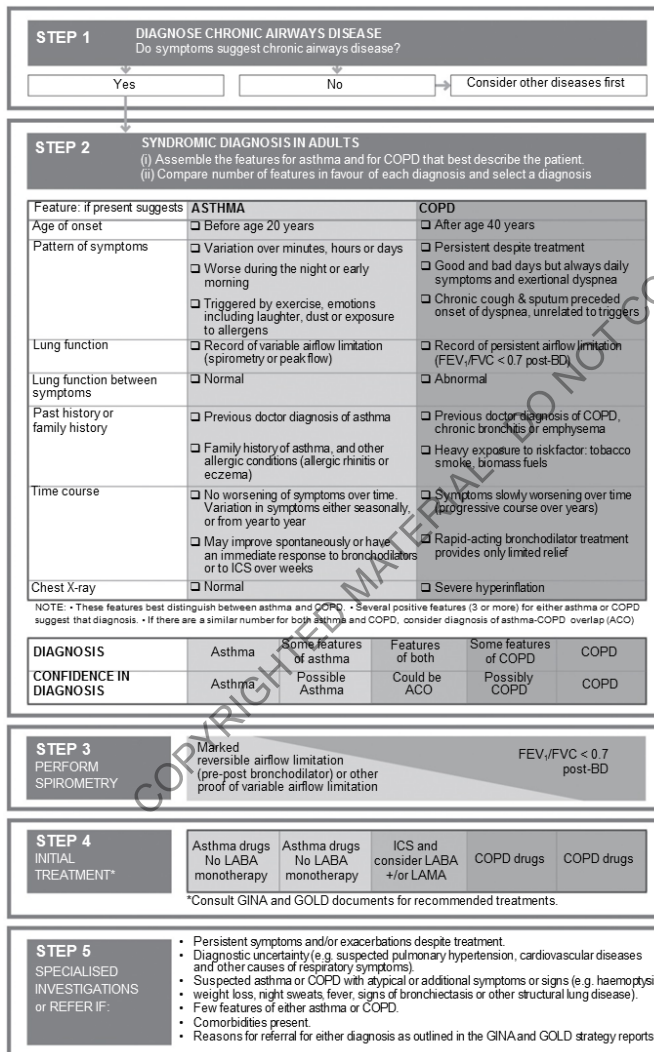 STEP 1
DIAGNOSE CHRONIC AIRWAYS DISEASE
Do symptoms suggest chronic airways disease?
Yes
No
Consider other diseases first
STEP 2
SYNDROMIC DIAGNOSIS IN ADULTS
(i) Assemble the features for asthma and for COPD that best describe the patient.
(ii) Compare number of features in favour of each diagnosis and select a diagnosis
Feature: if present suggests ASTHMA COPD
Age of onset
❑ Before age 20 years
❑ After age 40 years
Pattern of symptoms
❑ Variation over minutes, hours or days
❑ Worse during the night or early
morning
❑ Triggered by exercise, emotions
including laughter, dust or exposure
to allergens
❑ Persistent despite treatment
❑ Good and bad days but always daily
symptoms and exertional dyspnea
❑ Chronic cough & sputum preceded
onset of dyspnea, unrelated to triggers
Lung function
❑ Record of variable airflow limitation
(spirometry or peak flow)
❑ Record of persistent airflow limitation
(FEV₁/FVC < 0.7 post-BD)
Lung function between
symptoms
❑ Normal
❑ Abnormal
Past history or
family history
❑ Previous doctor diagnosis of asthma
❑ Family history of asthma, and other
allergic conditions (allergic rhinitis or
eczema)
❑ Previous doctor diagnosis of COPD,
chronic bronchitis or emphysema
❑ Heavy exposure to risk factor: tobacco
smoke, biomass fuels
Time course
❑ No worsening of symptoms over time.
Variation in symptoms either seasonally,
or from year to year
❑ May improve spontaneously or have
an immediate response to bronchodilators
or to ICS over weeks
❑ Symptoms slowly worsening over time
(progressive course over years)
❑ Rapid-acting bronchodilator treatment
provides only limited relief
Chest X-ray
❑ Normal
❑ Severe hyperinflation
NOTE: • These features best distinguish between asthma and COPD. • Several positive features (3 or more) for either asthma or COPD
suggest that diagnosis. • If there are a similar number for both asthma and COPD, consider diagnosis of asthma-COPD overlap (ACO)
DIAGNOSIS
Asthma
Some features
of asthma
Features
of both
Some features
of COPD
COPD
CONFIDENCE IN
DIAGNOSIS
Asthma
Possible
Asthma
Could be
ACO
Possibly
COPD
COPD
STEP 3
PERFORM
SPIROMETRY
Marked
reversible airflow limitation
(pre-post bronchodilator) or other
proof of variable airflow limitation
FEV₁/FVC < 0.7
post-BD
STEP 4
INITIAL
TREATMENT*
Asthma drugs
No LABA
monotherapy
Asthma drugs
No LABA
monotherapy
ICS and
consider LABA
+/or LAMA
COPD drugs
COPD drugs
*Consult GINA and GOLD documents for recommended treatments.
STEP 5
SPECIALISED
INVESTIGATIONS
or REFER IF:
• Persistent symptoms and/or exacerbations despite treatment.
• Diagnostic uncertainty (e.g. suspected pulmonary hypertension, cardiovascular diseases
and other causes of respiratory symptoms).
• Suspected asthma or COPD with atypical or additional symptoms or signs (e.g. haemoptysi
• weight loss, night sweats, fever, signs of bronchiectasis or other structural lung disease).
• Few features of either asthma or COPD.
• Comorbidities present.
• Reasons for referral for either diagnosis as outlined in the GINA and GOLD strategy reports
COPYRIGHTED MATERIAL - DO NOT CO